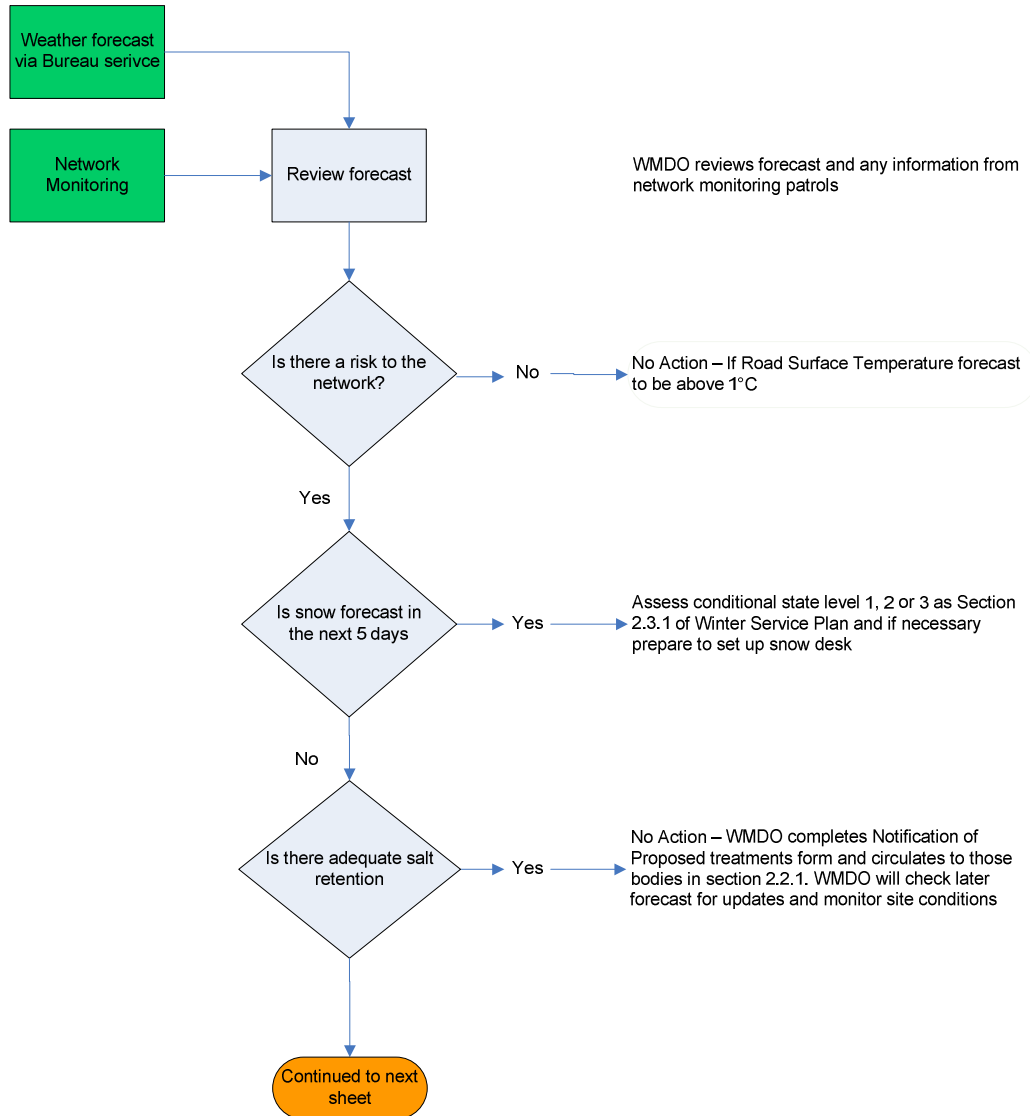 Weather forecast
via Bureau serivce
Network
Monitoring
Review forecast
WMDO reviews forecast and any information from
network monitoring patrols
Is there a risk to the
network?
No
No Action – If Road Surface Temperature forecast
to be above 1°C
Yes
Is snow forecast in
the next 5 days
Yes
Assess conditional state level 1, 2 or 3 as Section
2.3.1 of Winter Service Plan and if necessary
prepare to set up snow desk
No
Is there adequate salt
retention
Yes
No Action – WMDO completes Notification of
Proposed treatments form and circulates to those
bodies in section 2.2.1. WMDO will check later
forecast for updates and monitor site conditions
Continued to next
sheet